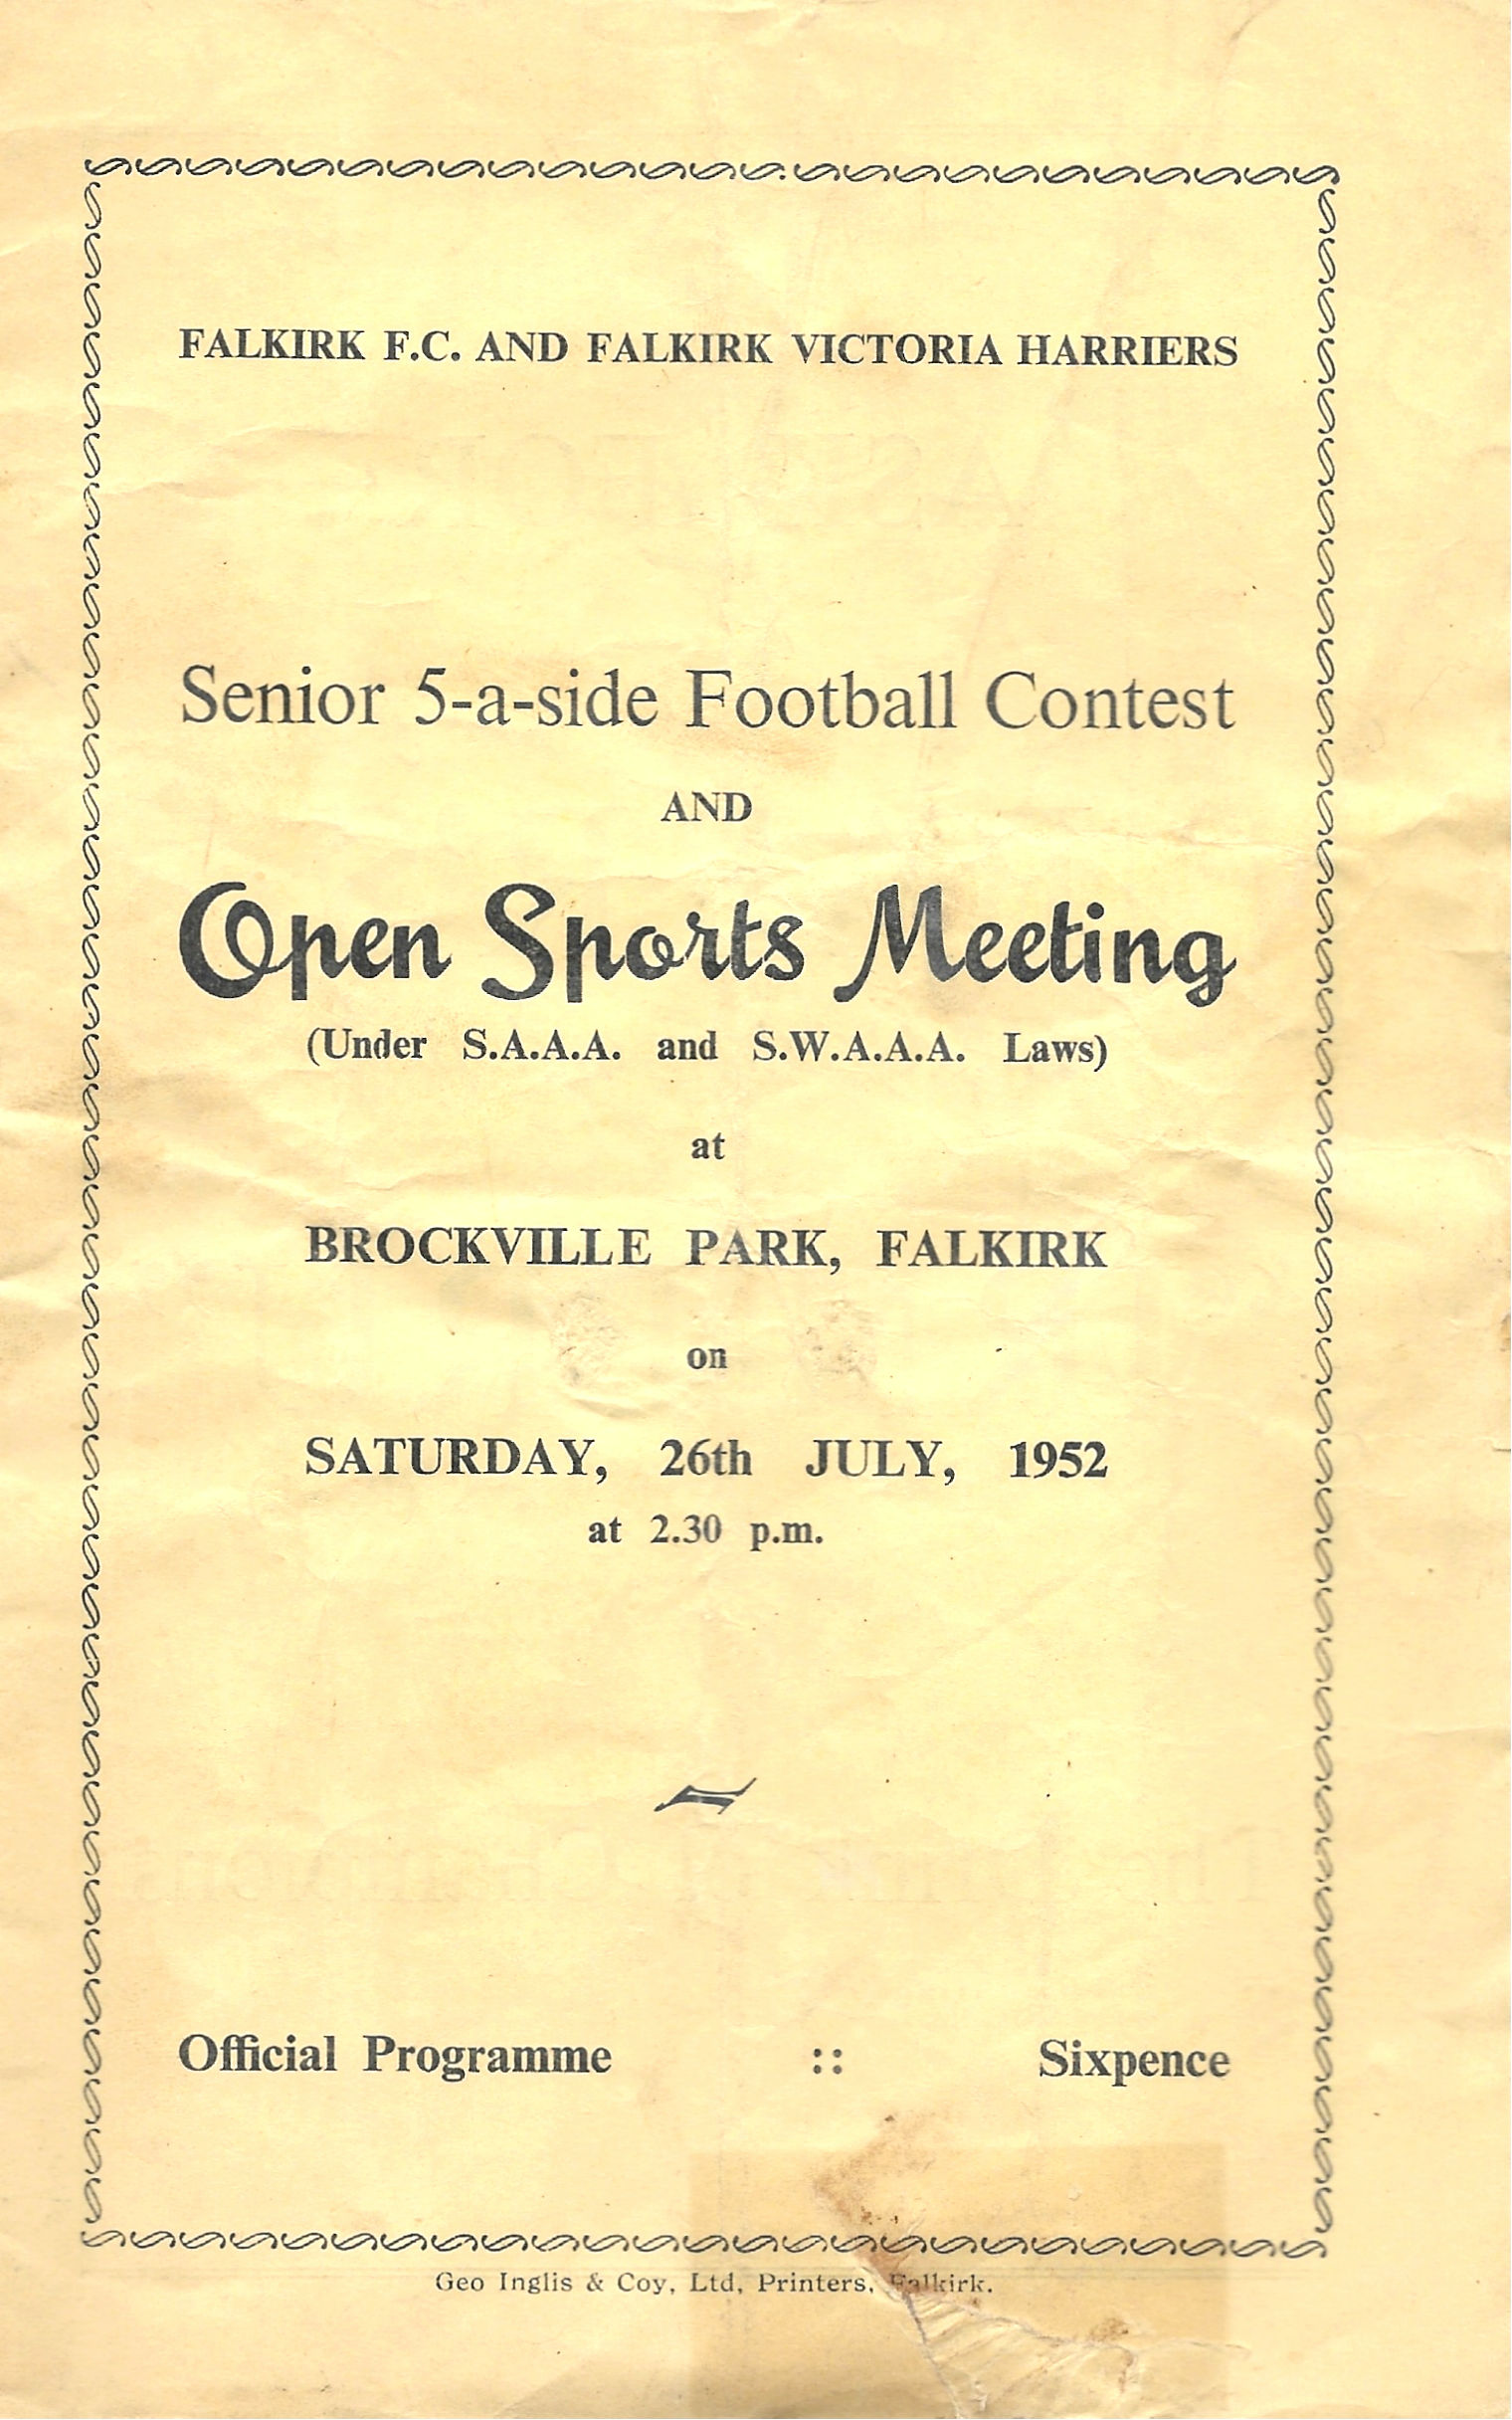 FALKIRK F.C. AND FALKIRK VICTORIA HARRIERS
Senior 5-a-side Football Contest
AND
Open Sports Meeting
(Under S.A.A.A. and S.W.A.A.A. Laws)
at
BROCKVILLE PARK, FALKIRK
on
SATURDAY, 26th JULY, 1952
at 2.30 p.m.
Official Programme :: Sixpence
Geo Inglis & Coy, Ltd, Printers, Falkirk.